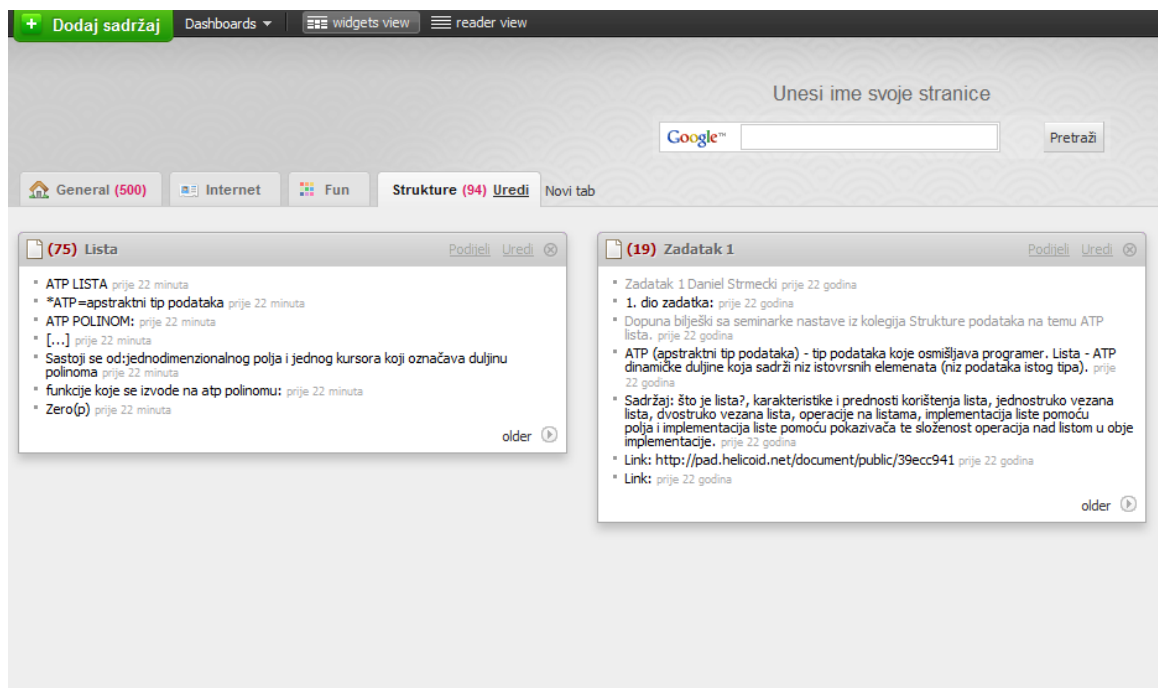 + Dodaj sadržaj Dashboards widgets view reader view
Unesi ime svoje stranice
Google™ Pretraži
General (500) Internet Fun Strukture (94) Uredi Novi tab
(75) Lista Podijeli Uredi
ATP LISTA prije 22 minuta
*ATP=apstraktni tip podataka prije 22 minuta
ATP POLINOM: prije 22 minuta
[...] prije 22 minuta
Sastoji se od:jednodimenzionalnog polja i jednog kursora koji označava duljinu
polinoma prije 22 minuta
funkcije koje se izvode na atp polinomu: prije 22 minuta
Zero(p) prije 22 minuta
older
(19) Zadatak 1 Podijeli Uredi
Zadatak 1 Daniel Strmecki prije 22 godina
1. dio zadatka: prije 22 godina
Dopuna bilješki sa seminarke nastave iz kolegija Strukture podataka na temu ATP
lista. prije 22 godina
ATP (apstraktni tip podataka) - tip podataka koje osmišljava programer. Lista - ATP
dinamičke duljine koja sadrži niz istovrsnih elemenata (niz podataka istog tipa). prije
22 godina
Sadržaj: što je lista?, karakteristike i prednosti korištenja lista, jednostruko vezana
lista, dvostruko vezana lista, operacije na listama, implementacija liste pomoću
polja i implementacija liste pomoću pokazivača te složenost operacija nad listom u obje
implementacije. prije 22 godina
Link: http://pad.helicoid.net/document/public/39ecc941 prije 22 godina
Link: prije 22 godina
older